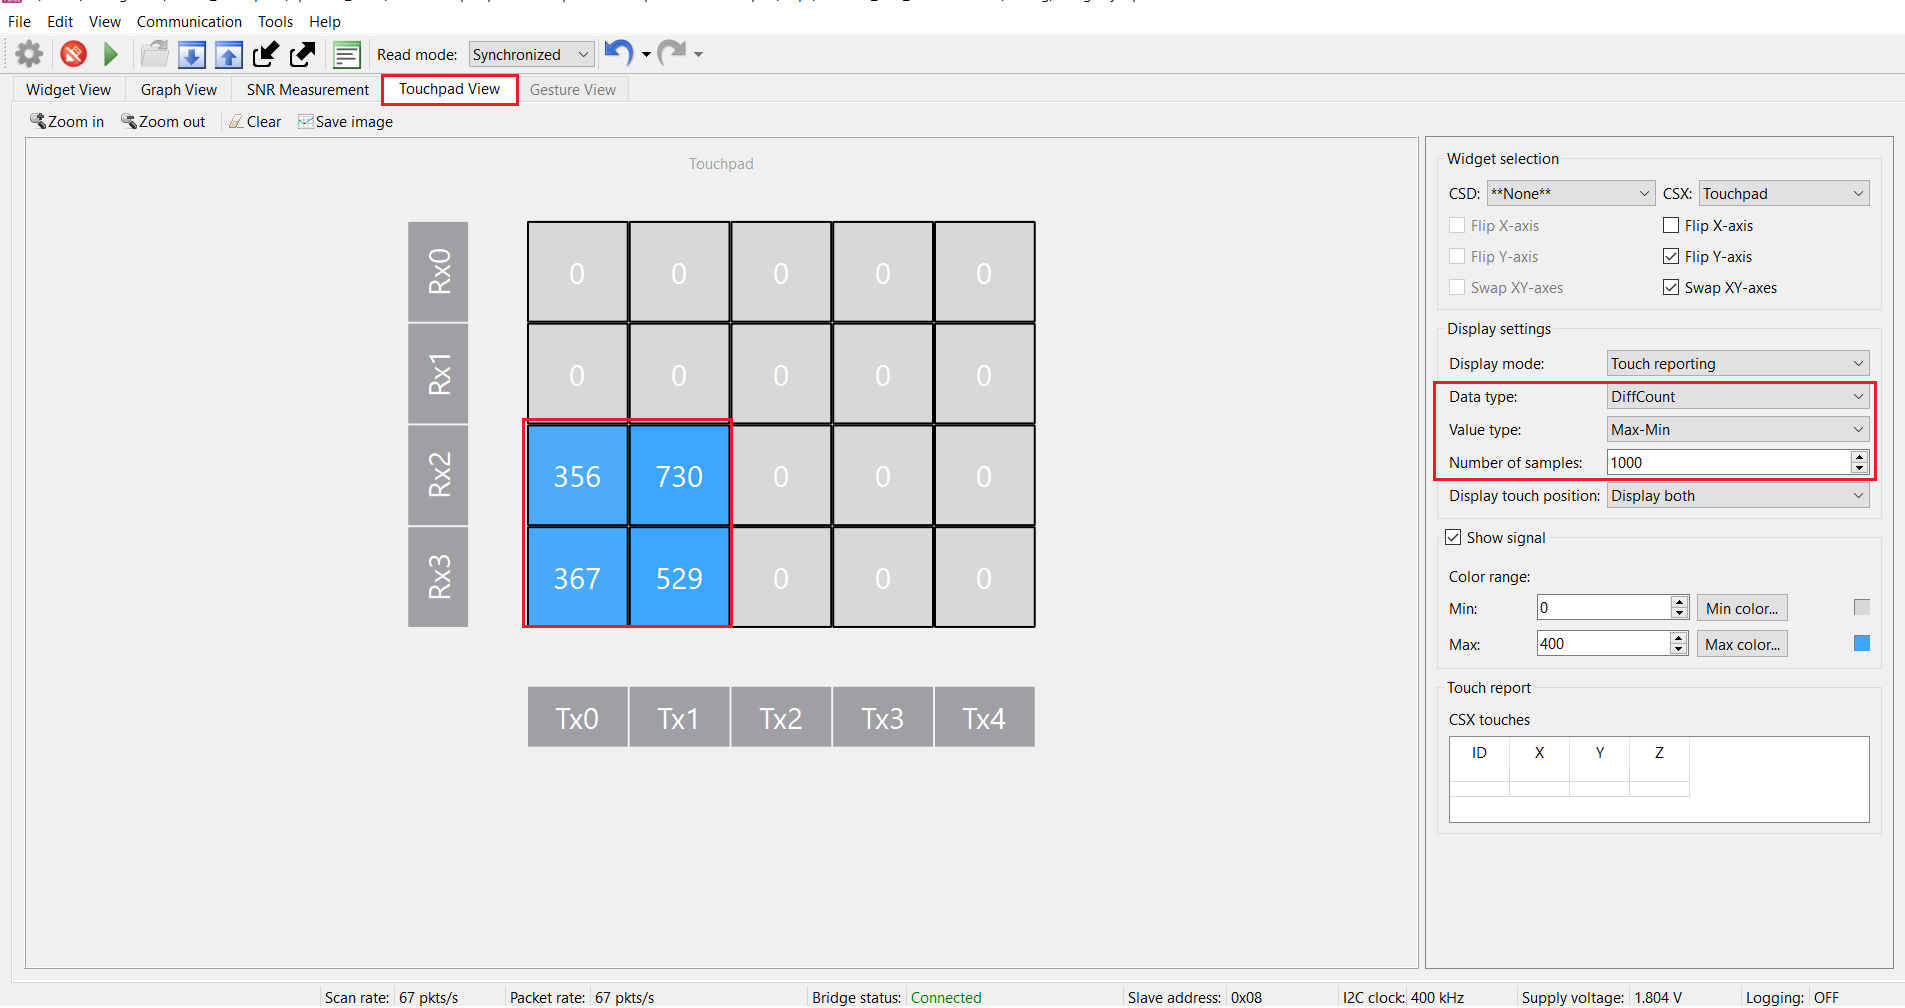 File Edit View Communication Tools Help
Read mode: Synchronized
Widget View Graph View SNR Measurement Touchpad View Gesture View
Zoom in Zoom out Clear Save image
Touchpad
Rx0 0 0 0 0 0
Rx1 0 0 0 0 0
Rx2 356 730 0 0 0
Rx3 367 529 0 0 0
Tx0 Tx1 Tx2 Tx3 Tx4
Widget selection
CSD: **None** CSX: Touchpad
Flip X-axis Flip X-axis
Flip Y-axis Flip Y-axis
Swap XY-axes Swap XY-axes
Display settings
Display mode: Touch reporting
Data type: DiffCount
Value type: Max-Min
Number of samples: 1000
Display touch position: Display both
Show signal
Color range:
Min: 0 Min color...
Max: 400 Max color...
Touch report
CSX touches
ID X Y Z
Scan rate: 67 pkts/s Packet rate: 67 pkts/s Bridge status: Connected Slave address: 0x08 I2C clock: 400 kHz Supply voltage: 1.804 V Logging: OFF